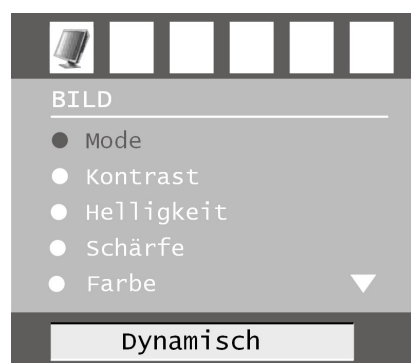 BILD
Mode
Kontrast
Helligkeit
Schärfe
Farbe
Dynamisch